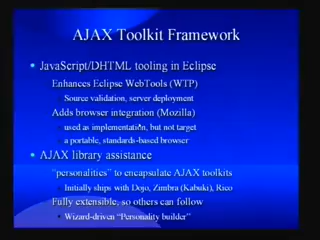 AJAX Toolkit Framework
JavaScript/DHTML tooling in Eclipse
Enhances Eclipse WebTools (WTP)
Source validation, server deployment
Adds browser integration (Mozilla)
used as implementation, but not target
a portable, standards-based browser
AJAX library assistance
"personalities" to encapsulate AJAX toolkits
Initially ships with Dojo, Zimbra (Kabuki), Rico
Fully extensible, so others can follow
Wizard-driven "Personality builder"